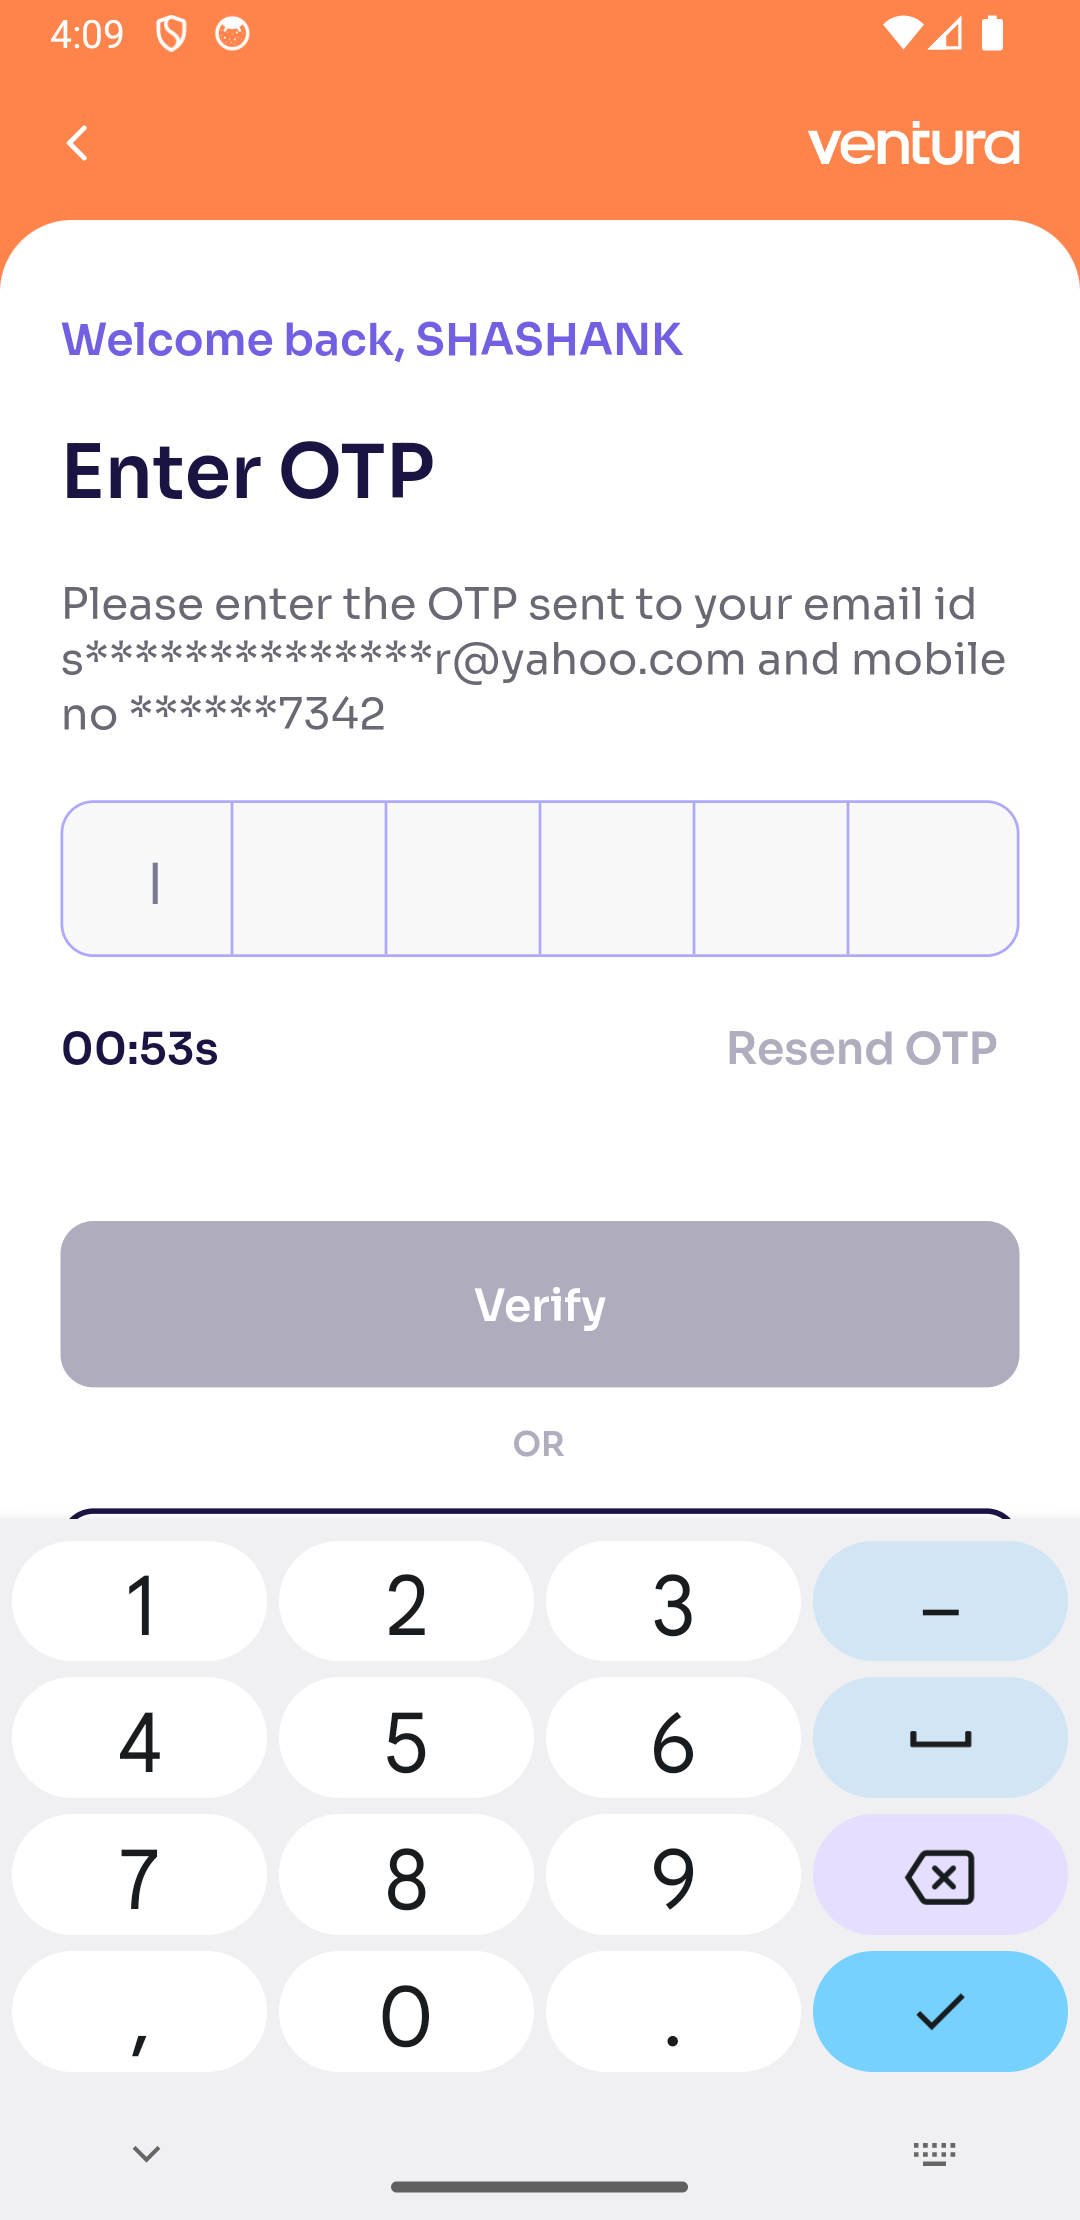 4:09
ventura
Welcome back, SHASHANK
Enter OTP
Please enter the OTP sent to your email id
s**************r@yahoo.com and mobile
no ******7342
00:53s
Resend OTP
Verify
OR
1 2 3 –
4 5 6
7 8 9
, 0 .